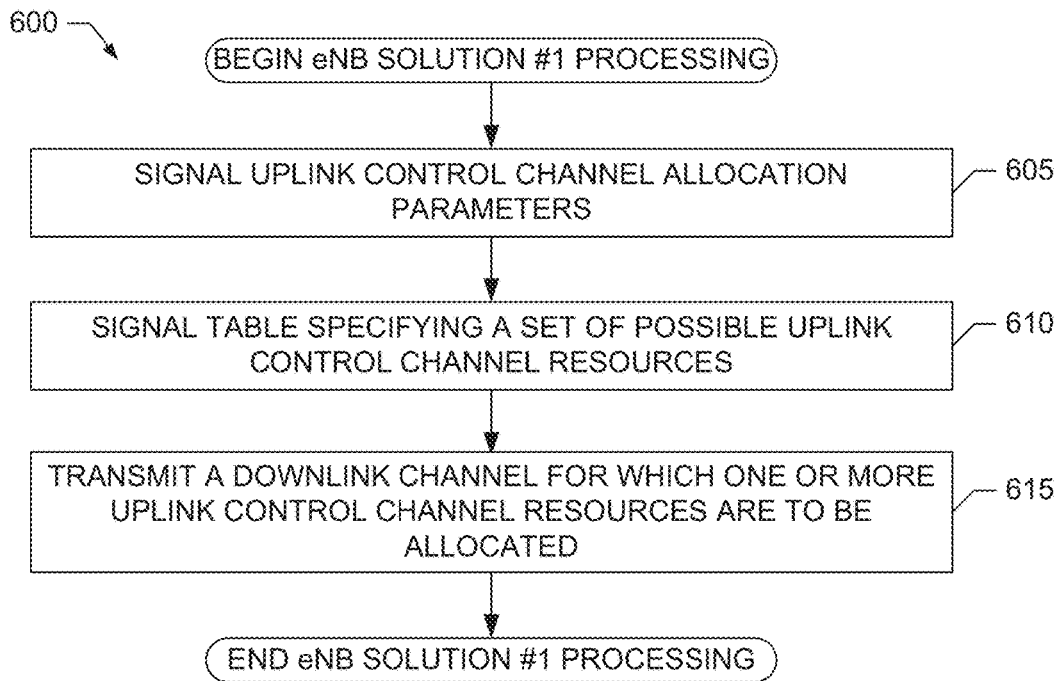 600
BEGIN eNB SOLUTION #1 PROCESSING
SIGNAL UPLINK CONTROL CHANNEL ALLOCATION
PARAMETERS
605
SIGNAL TABLE SPECIFYING A SET OF POSSIBLE UPLINK
CONTROL CHANNEL RESOURCES
610
TRANSMIT A DOWNLINK CHANNEL FOR WHICH ONE OR MORE
UPLINK CONTROL CHANNEL RESOURCES ARE TO BE
ALLOCATED
615
END eNB SOLUTION #1 PROCESSING